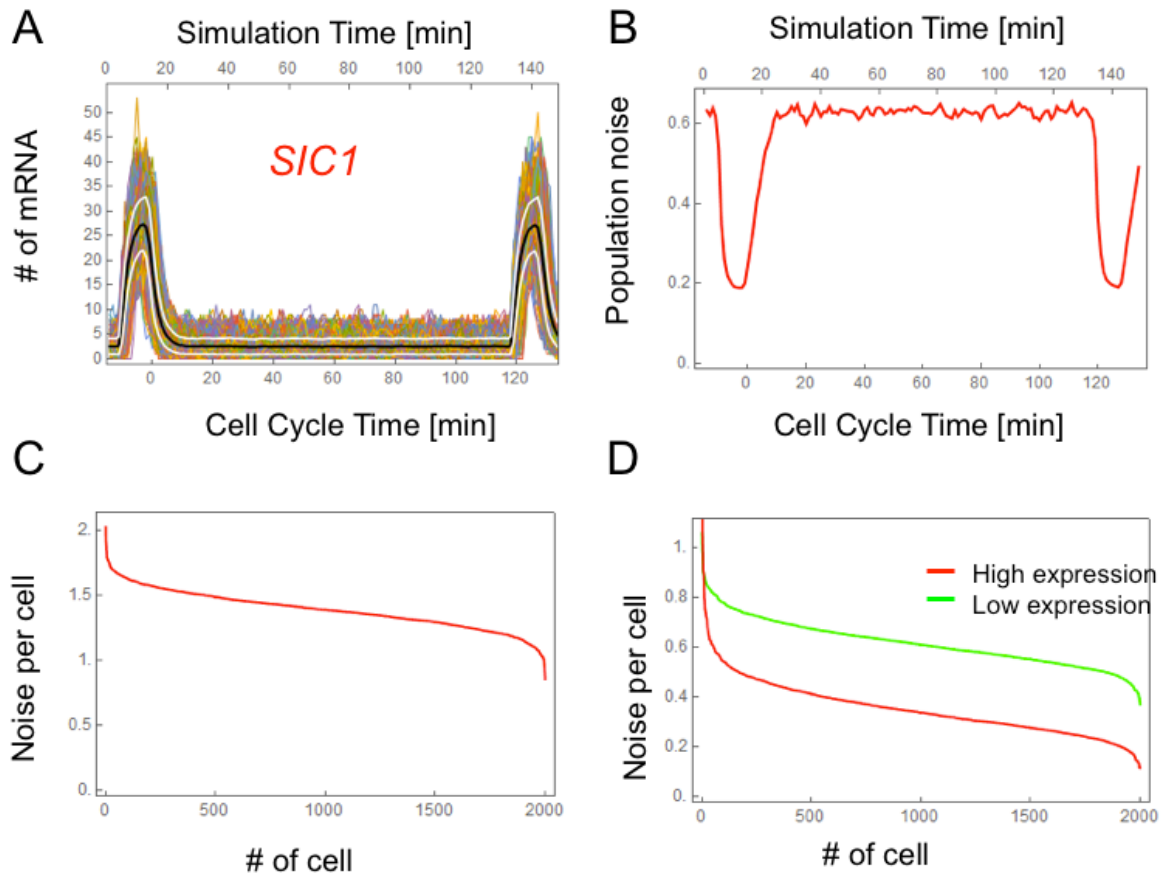 A
Simulation Time [min]
0 20 40 60 80 100 120 140
# of mRNA
50
45
40
35
30
25
20
15
10
5
0
SIC1
0 20 40 60 80 100 120
Cell Cycle Time [min]
B
Simulation Time [min]
0 20 40 60 80 100 120 140
Population noise
0.6
0.4
0.2
0.
0 20 40 60 80 100 120
Cell Cycle Time [min]
C
Noise per cell
2.
1.5
1.
0.5
0.
0 500 1000 1500 2000
# of cell
D
Noise per cell
1.
0.8
0.6
0.4
0.2
0.
High expression
Low expression
0 500 1000 1500 2000
# of cell